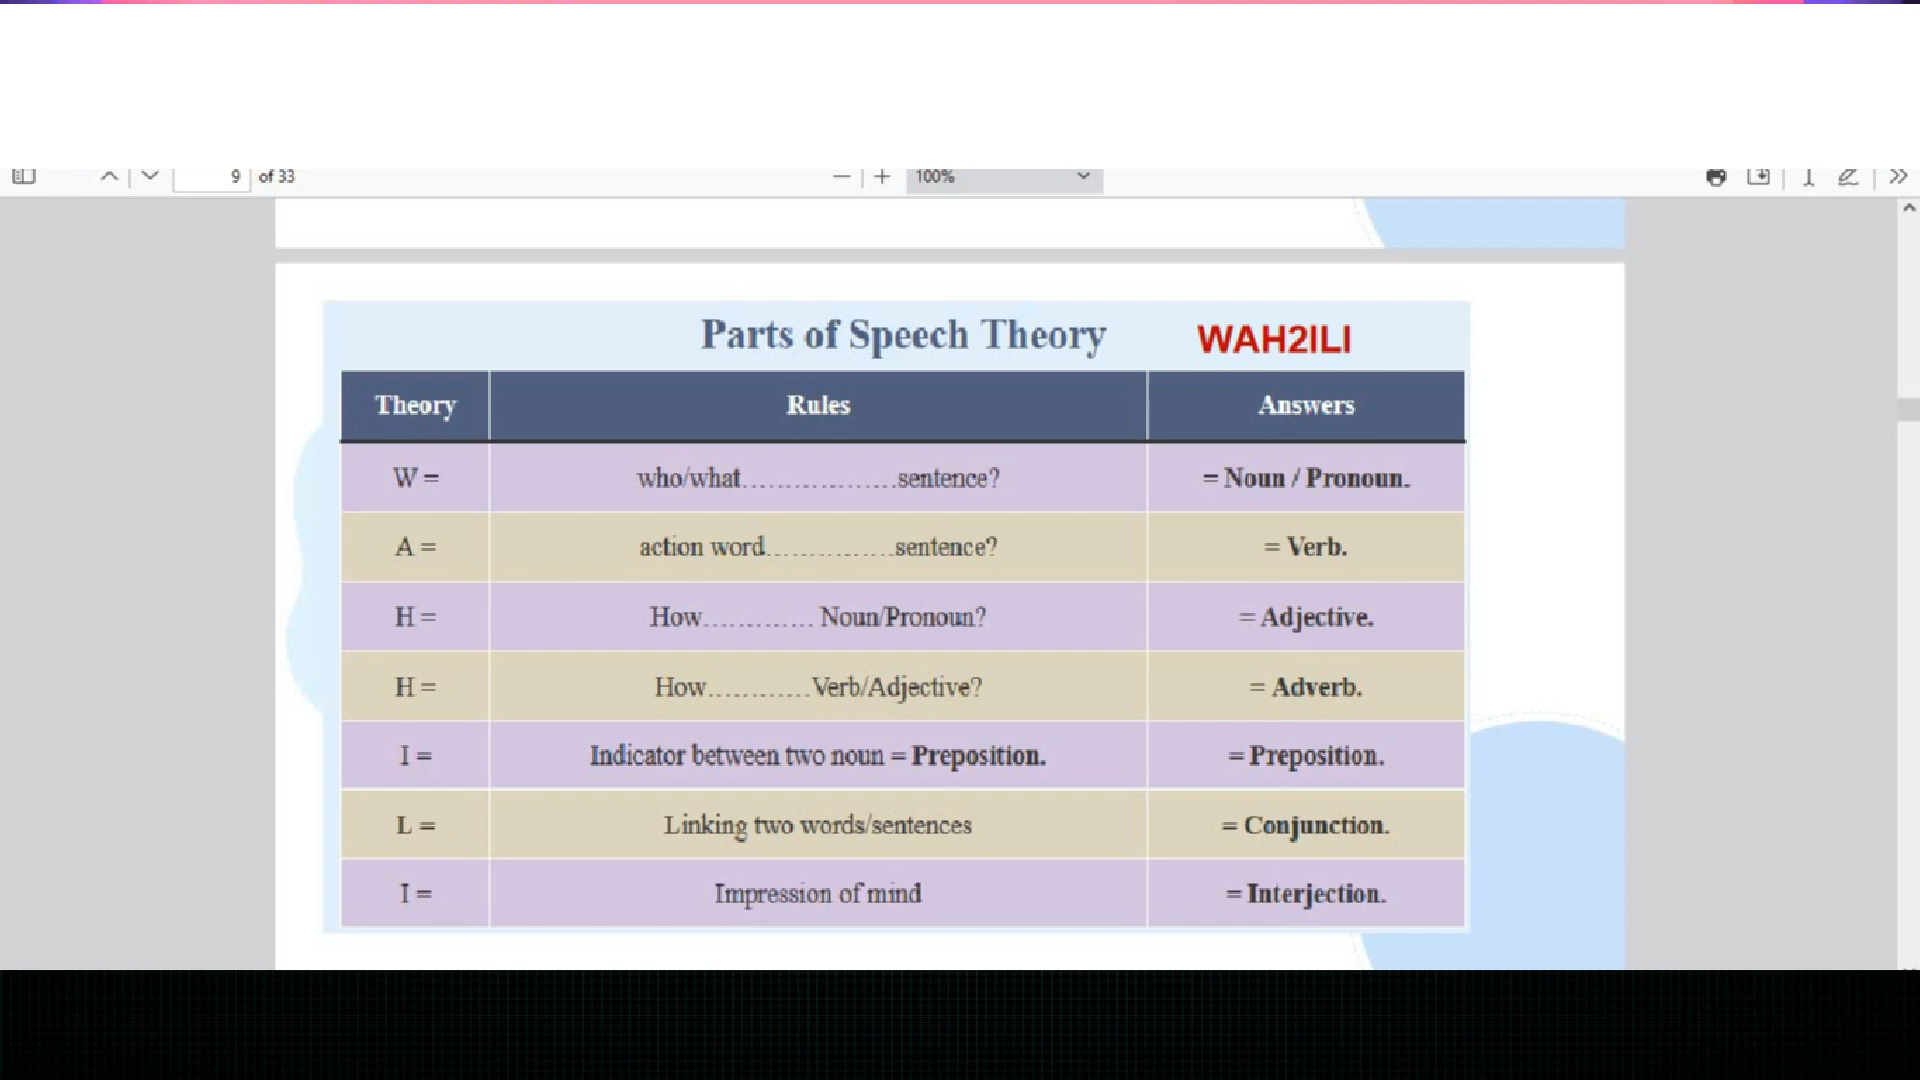 9 of 33 100%
Parts of Speech Theory WAH2ILI
Theory Rules Answers
W = who/what..................sentence? = Noun / Pronoun.
A = action word...............sentence? = Verb.
H = How............. Noun/Pronoun? = Adjective.
H = How............Verb/Adjective? = Adverb.
I = Indicator between two noun = Preposition. = Preposition.
L = Linking two words/sentences = Conjunction.
I = Impression of mind = Interjection.